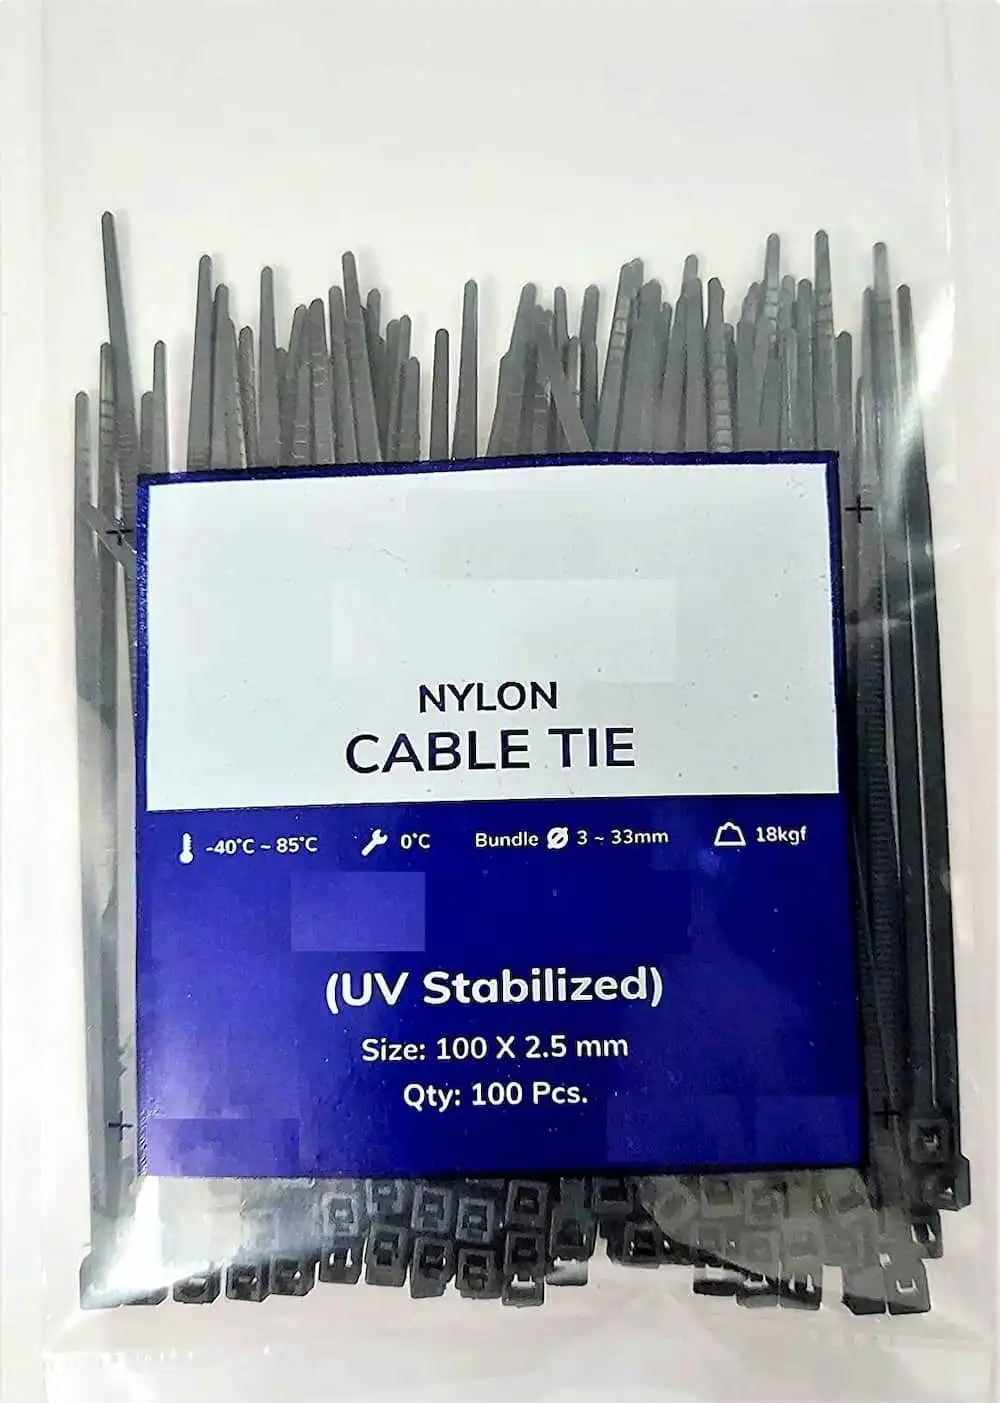 NYLON
CABLE TIE
-40°C ~ 85°C 0°C Bundle Ø 3 ~ 33mm 18kgf
(UV Stabilized)
Size: 100 X 2.5 mm
Qty: 100 Pcs.